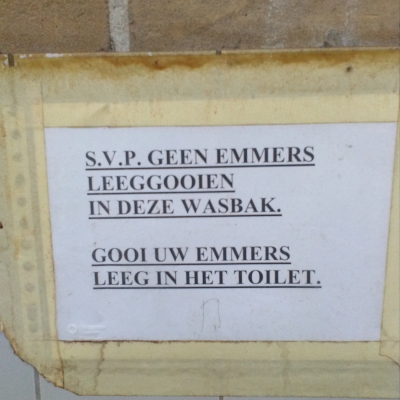 S.V.P. GEEN EMMERS
LEEGGOOIEN
IN DEZE WASBAK.
GOOI UW EMMERS
LEEG IN HET TOILET.